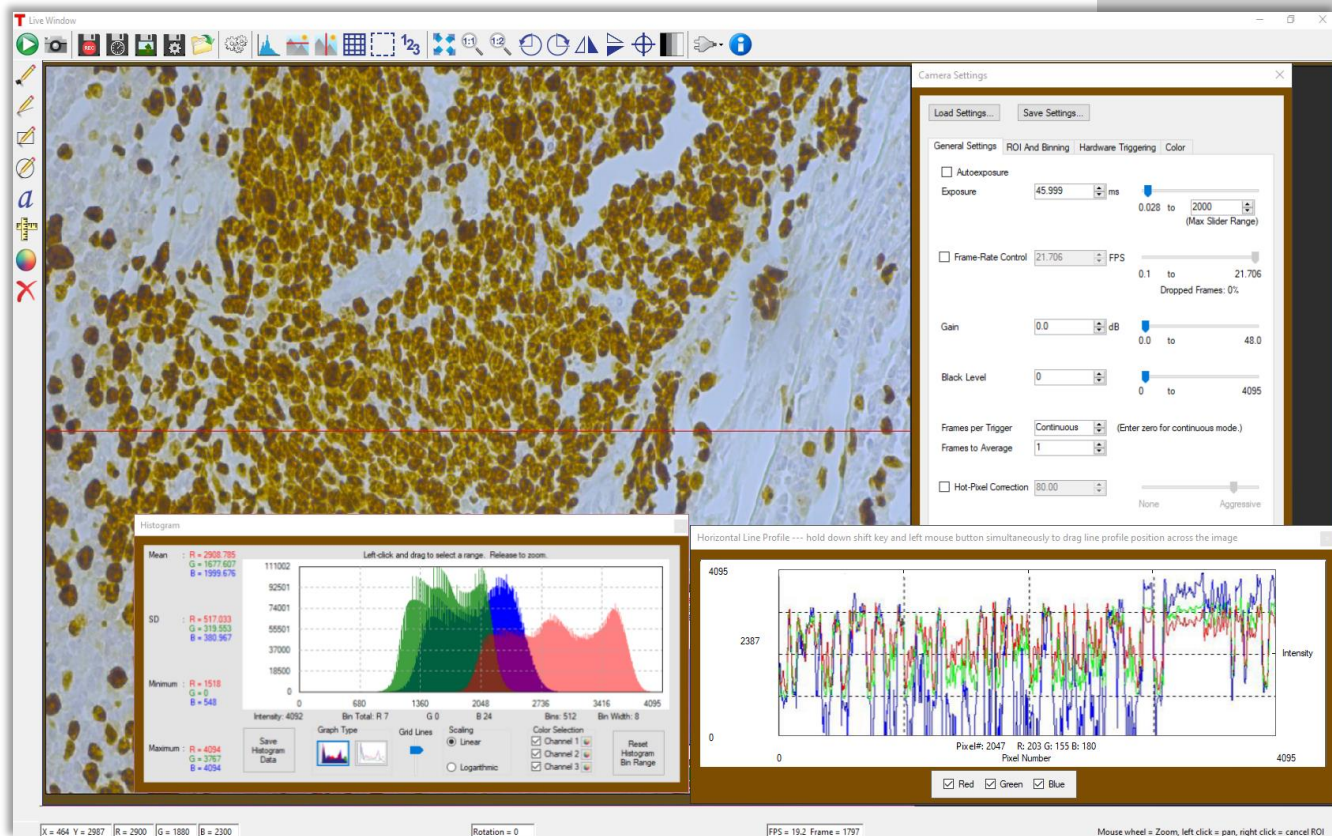 T Live Window
1:1 1:2
123
a
Camera Settings
Load Settings... Save Settings...
General Settings ROI And Binning Hardware Triggering Color
Autoexposure
Exposure 45.999 ms
0.028 to 2000
(Max Slider Range)
Frame-Rate Control 21.706 FPS
0.1 to 21.706
Dropped Frames: 0%
Gain 0.0 dB
0.0 to 48.0
Black Level 0
0 to 4095
Frames per Trigger Continuous (Enter zero for continuous mode.)
Frames to Average 1
Hot-Pixel Correction 80.00
None Aggressive
Histogram
Mean : R = 2908.785
G = 1677.607
B = 1999.676
SD : R = 517.033
G = 319.553
B = 380.967
Minimum : R = 1518
G = 0
B = 548
Maximum : R = 4094
G = 3767
B = 4094
Left-click and drag to select a range. Release to zoom.
111002
92501
74001
55501
37000
18500
0
0 680 1360 2048 2736 3416 4095
Intensity: 4092 Bin Total: R 7 G 0 B 24 Bins: 512 Bin Width: 8
Save Histogram Data
Graph Type
Grid Lines
Scaling
Linear
Logarithmic
Color Selection
Channel 1
Channel 2
Channel 3
Reset Histogram Bin Range
Horizontal Line Profile --- hold down shift key and left mouse button simultaneously to drag line profile position across the image
4095
2387
0
Intensity
Pixel#: 2047 R: 203 G: 155 B: 180
0 Pixel Number 4095
Red Green Blue
X = 464 Y = 2987 R = 2900 G = 1880 B = 2300 Rotation = 0 FPS = 19.2 Frame = 1797 Mouse wheel = Zoom, left click = pan, right click = cancel ROI